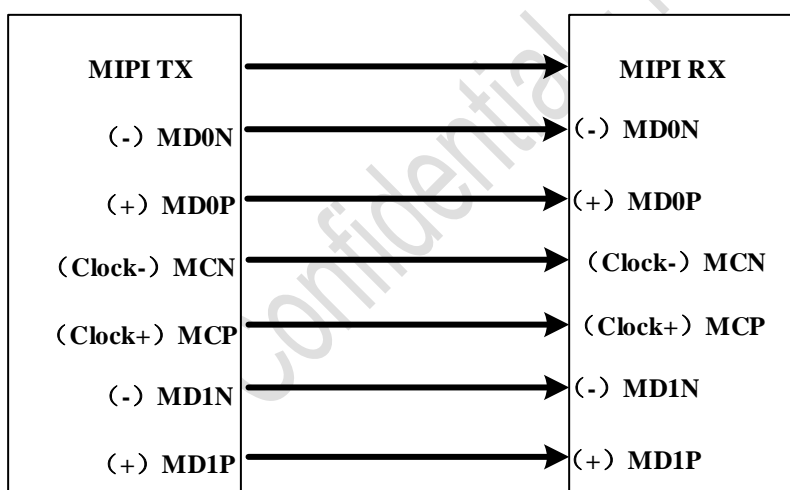 MIPI TX MIPI RX
（-）MD0N （-）MD0N
（+）MD0P （+）MD0P
（Clock-）MCN （Clock-）MCN
（Clock+）MCP （Clock+）MCP
（-）MD1N （-）MD1N
（+）MD1P （+）MD1P
Confidential